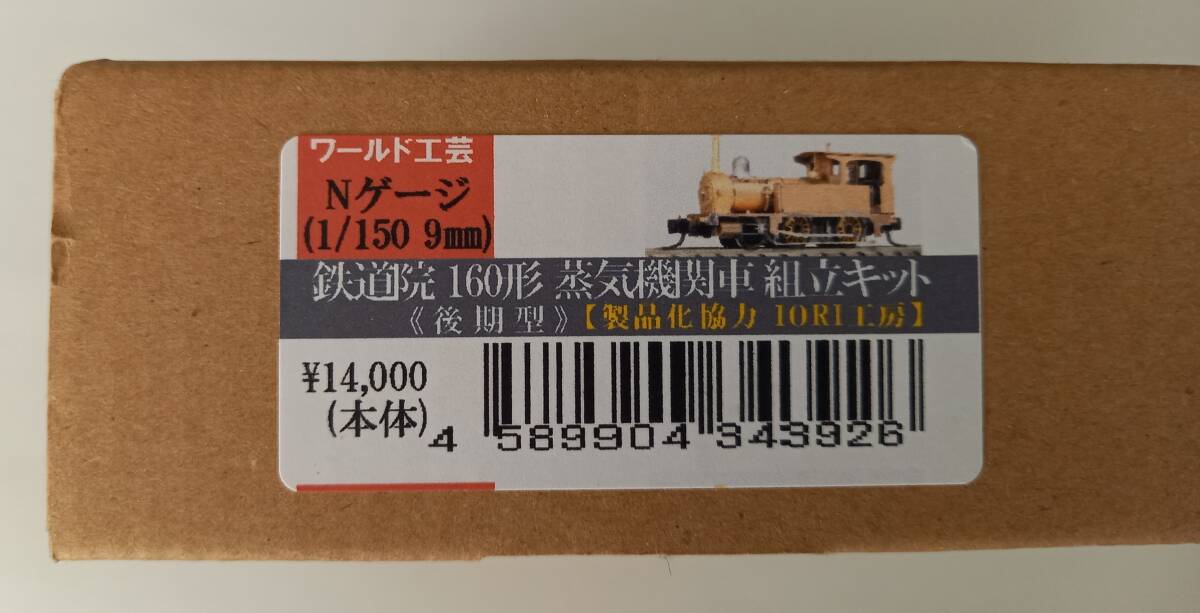 ワールド工芸
Nゲージ
(1/150 9mm)
鉄道院 160形 蒸気機関車 組立キット
《後期型》【製品化協力 IORI工房】
¥14,000
(本体)
4 589904 343926